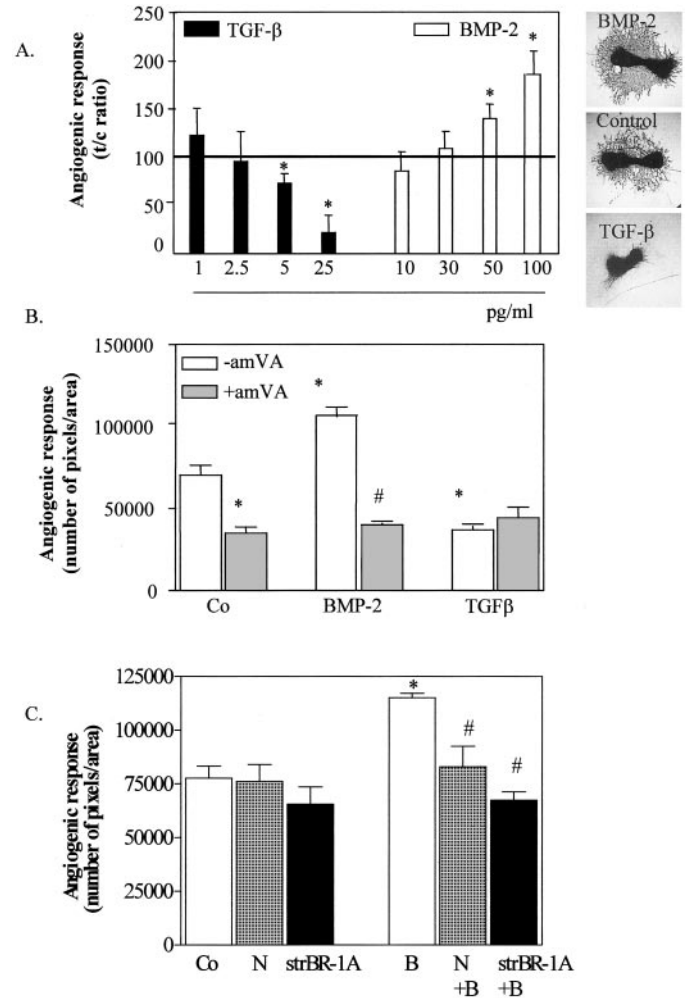 A.
Angiogenic response
(t/c ratio)
250
200
150
100
50
0
TGF-β
BMP-2
*
*
*
*
1
2.5
5
25
10
30
50
100
pg/ml
BMP-2
Control
TGF-β
B.
Angiogenic response
(number of pixels/area)
150000
100000
50000
0
-amVA
+amVA
*
*
#
*
Co
BMP-2
TGFβ
C.
Angiogenic response
(number of pixels/area)
125000
100000
75000
50000
25000
0
*
#
#
Co
N
strBR-1A
B
N
+B
strBR-1A
+B